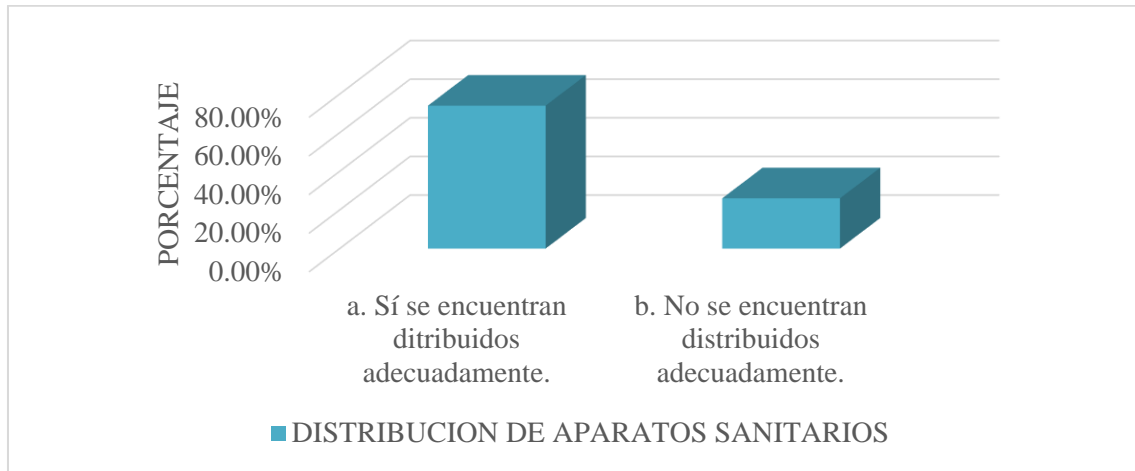 PORCENTAJE
80.00%
60.00%
40.00%
20.00%
0.00%
a. Sí se encuentran
ditribuidos
adecuadamente.
b. No se encuentran
distribuidos
adecuadamente.
DISTRIBUCION DE APARATOS SANITARIOS